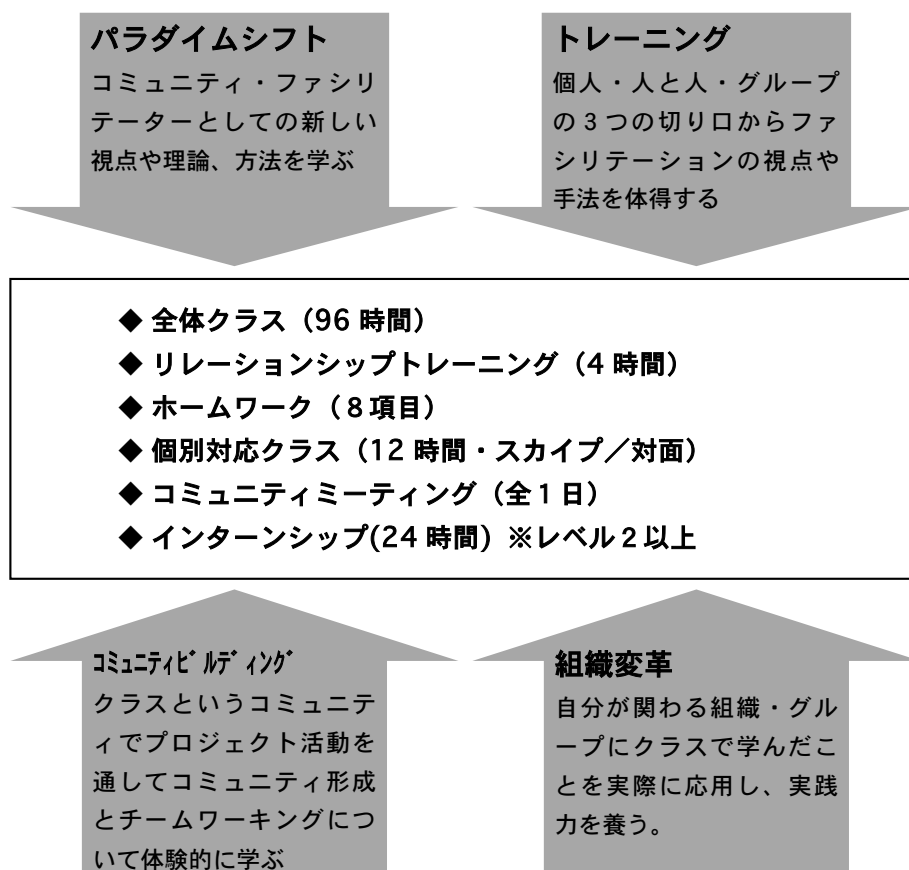 パラダイムシフト
コミュニティ・ファシリ
テーターとしての新しい
視点や理論、方法を学ぶ
トレーニング
個人・人と人・グループ
の３つの切り口からファ
シリテーションの視点や
手法を体得する
◆ 全体クラス（96 時間）
◆ リレーションシップトレーニング（4 時間）
◆ ホームワーク（８項目）
◆ 個別対応クラス（12 時間・スカイプ／対面）
◆ コミュニティミーティング（全１日）
◆ インターンシップ(24 時間) ※レベル２以上
ｺﾐｭﾆﾃｨﾋﾞﾙﾃﾞｨﾝｸﾞ
クラスというコミュニテ
ィでプロジェクト活動を
通してコミュニティ形成
とチームワーキングにつ
いて体験的に学ぶ
組織変革
自分が関わる組織・グル
ープにクラスで学んだこ
とを実際に応用し、実践
力を養う。